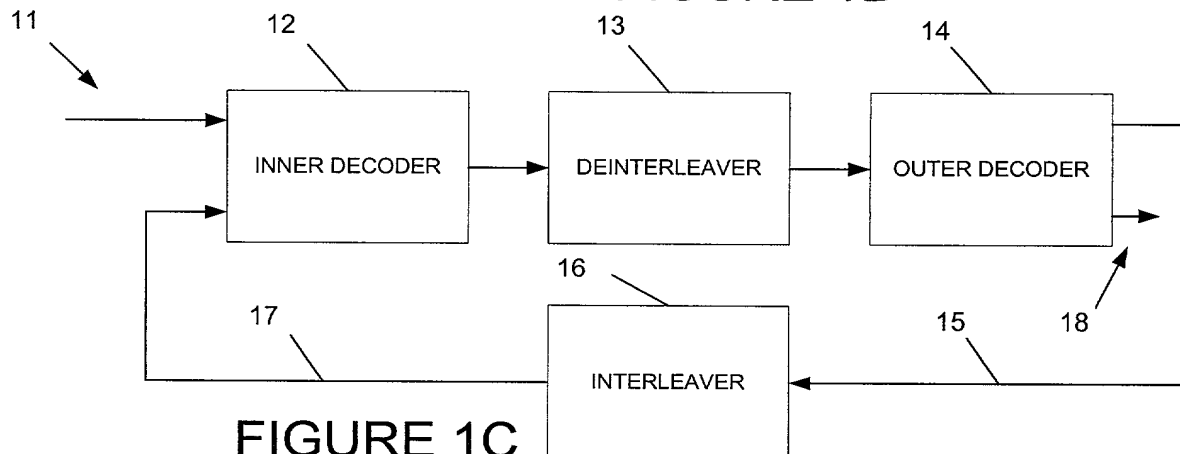 11
12
13
14
INNER DECODER
DEINTERLEAVER
OUTER DECODER
16
17
15
18
INTERLEAVER
FIGURE 1C